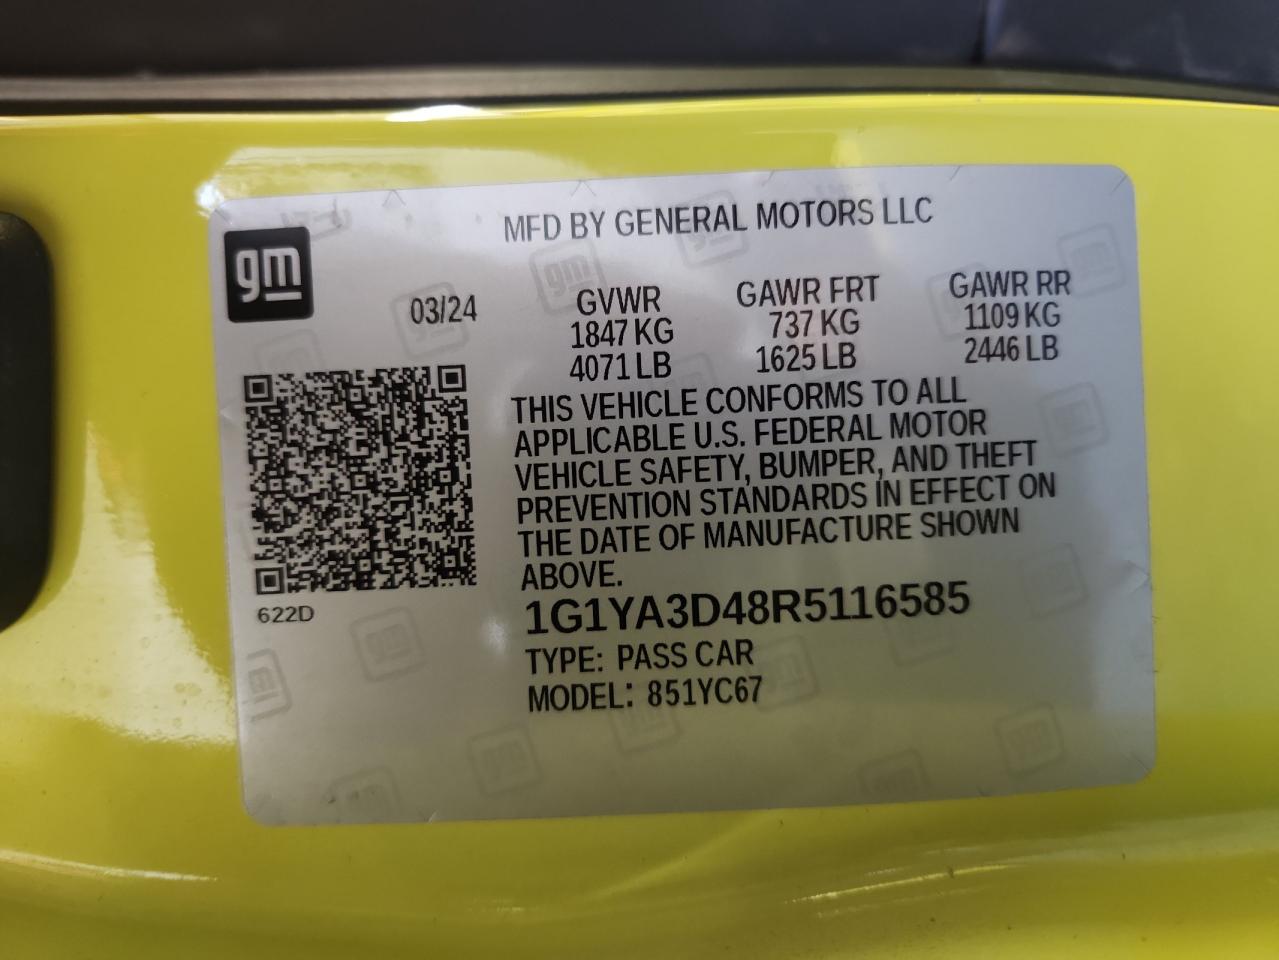 MFD BY GENERAL MOTORS LLC
gm
03/24
GVWR GAWR FRT GAWR RR
1847 KG 737 KG 1109 KG
4071 LB 1625 LB 2446 LB
THIS VEHICLE CONFORMS TO ALL
APPLICABLE U.S. FEDERAL MOTOR
VEHICLE SAFETY, BUMPER, AND THEFT
PREVENTION STANDARDS IN EFFECT ON
THE DATE OF MANUFACTURE SHOWN
ABOVE.
622D
1G1YA3D48R5116585
TYPE: PASS CAR
MODEL: 851YC67